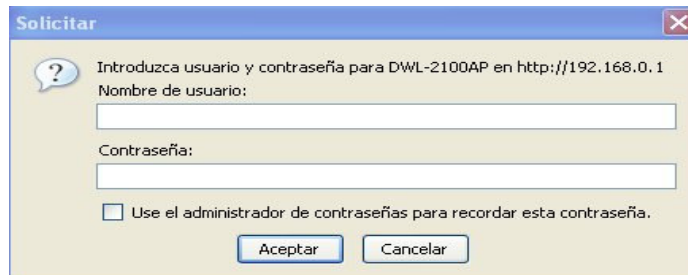 Solicitar
Introduzca usuario y contraseña para DWL-2100AP en http://192.168.0.1
Nombre de usuario:
Contraseña:
Use el administrador de contraseñas para recordar esta contraseña.
Aceptar Cancelar